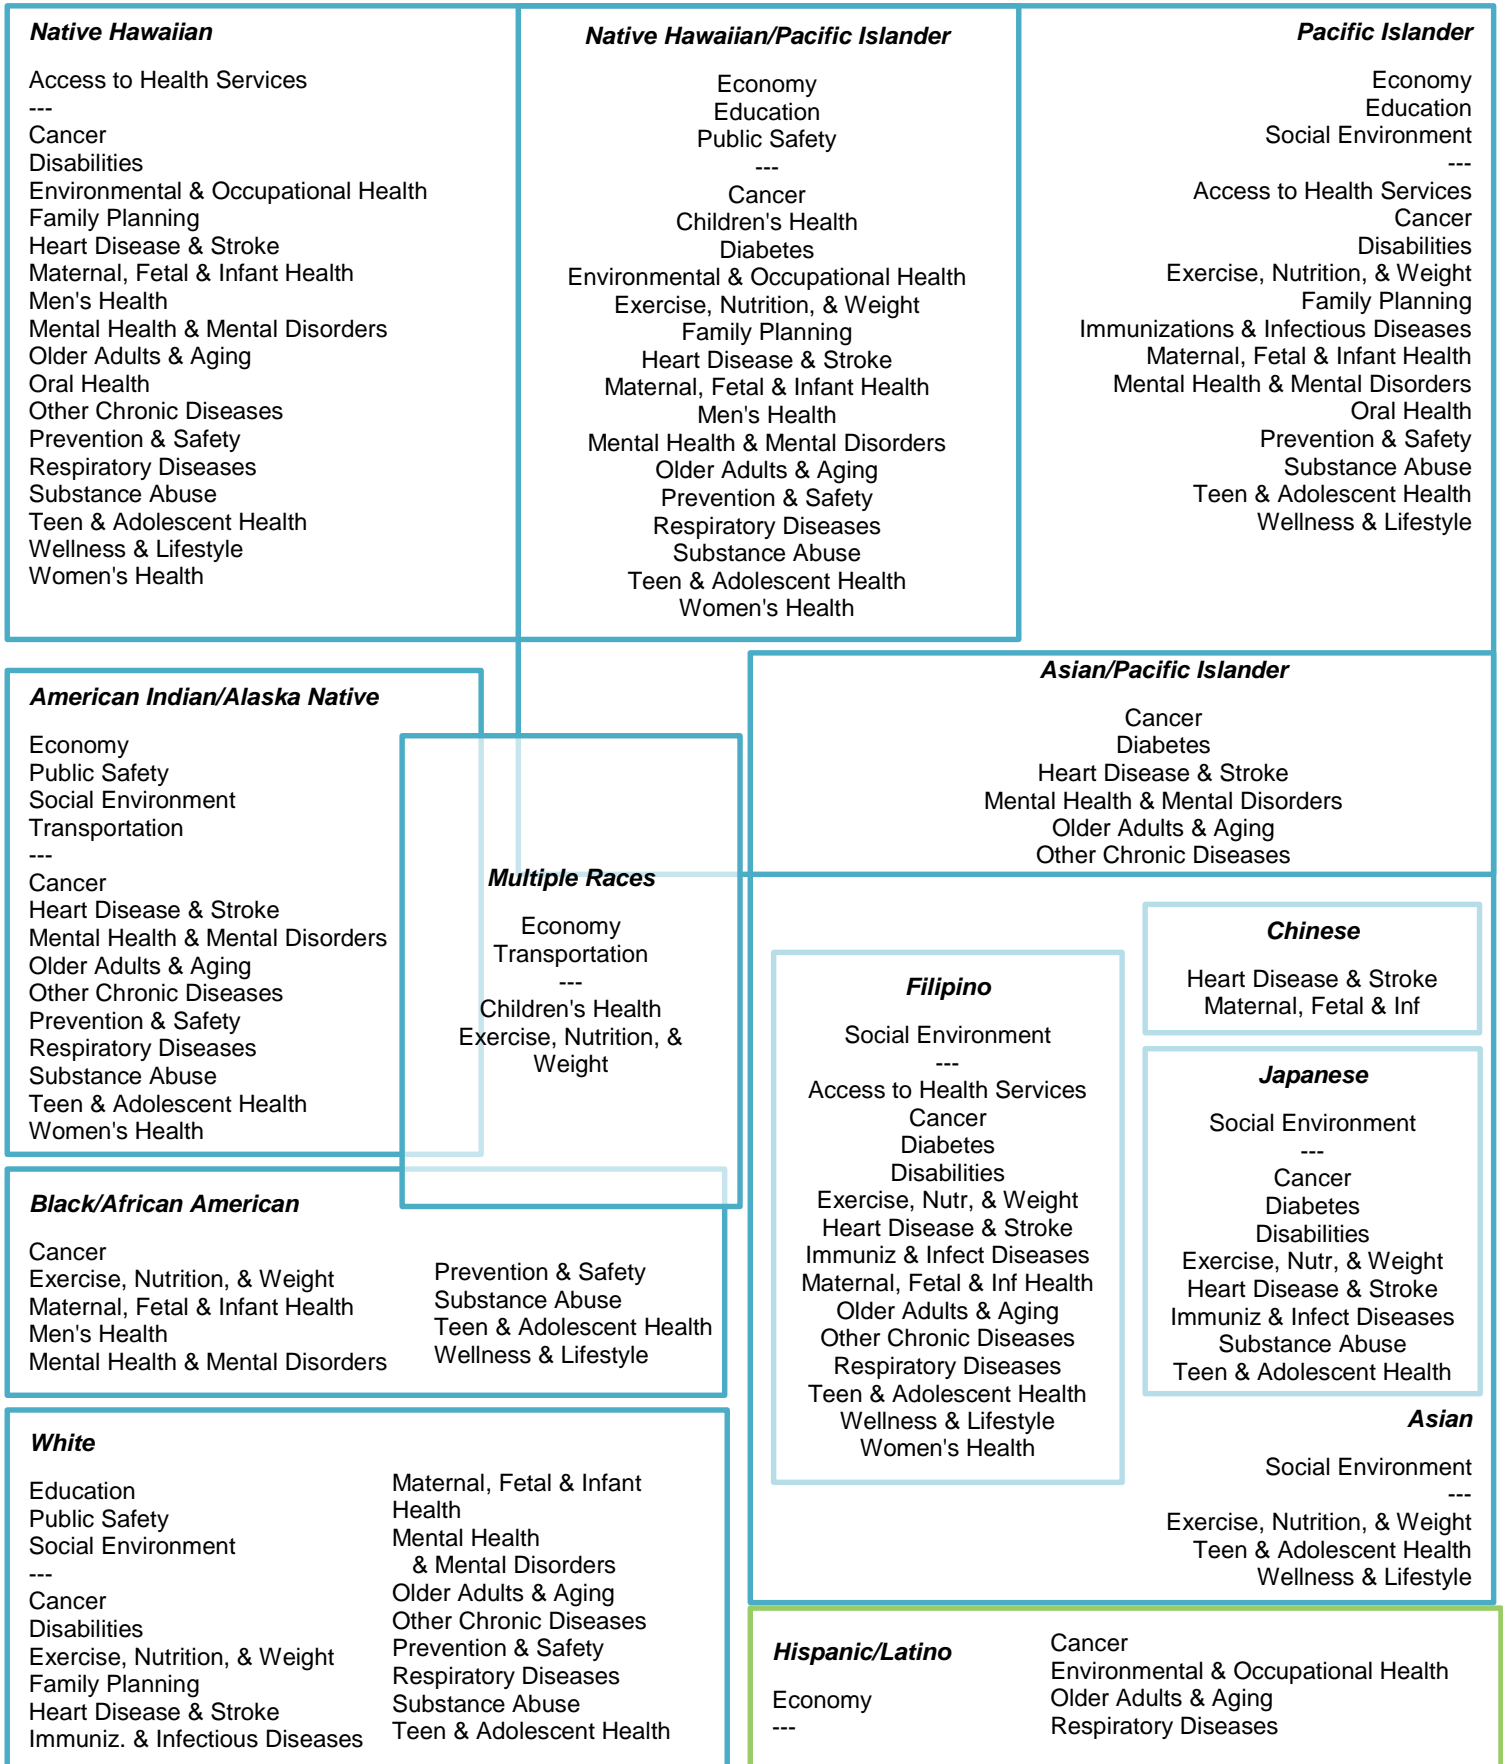 Native Hawaiian
Access to Health Services
---
Cancer
Disabilities
Environmental & Occupational Health
Family Planning
Heart Disease & Stroke
Maternal, Fetal & Infant Health
Men's Health
Mental Health & Mental Disorders
Older Adults & Aging
Oral Health
Other Chronic Diseases
Prevention & Safety
Respiratory Diseases
Substance Abuse
Teen & Adolescent Health
Wellness & Lifestyle
Women's Health
Native Hawaiian/Pacific Islander
Economy
Education
Public Safety
---
Cancer
Children's Health
Diabetes
Environmental & Occupational Health
Exercise, Nutrition, & Weight
Family Planning
Heart Disease & Stroke
Maternal, Fetal & Infant Health
Men's Health
Mental Health & Mental Disorders
Older Adults & Aging
Prevention & Safety
Respiratory Diseases
Substance Abuse
Teen & Adolescent Health
Women's Health
Pacific Islander
Economy
Education
Social Environment
---
Access to Health Services
Cancer
Disabilities
Exercise, Nutrition, & Weight
Family Planning
Immunizations & Infectious Diseases
Maternal, Fetal & Infant Health
Mental Health & Mental Disorders
Oral Health
Prevention & Safety
Substance Abuse
Teen & Adolescent Health
Wellness & Lifestyle
American Indian/Alaska Native
Economy
Public Safety
Social Environment
Transportation
---
Cancer
Heart Disease & Stroke
Mental Health & Mental Disorders
Older Adults & Aging
Other Chronic Diseases
Prevention & Safety
Respiratory Diseases
Substance Abuse
Teen & Adolescent Health
Women's Health
Multiple Races
Economy
Transportation
---
Children's Health
Exercise, Nutrition, &
Weight
Asian/Pacific Islander
Cancer
Diabetes
Heart Disease & Stroke
Mental Health & Mental Disorders
Older Adults & Aging
Other Chronic Diseases
Filipino
Social Environment
---
Access to Health Services
Cancer
Diabetes
Disabilities
Exercise, Nutr, & Weight
Heart Disease & Stroke
Immuniz & Infect Diseases
Maternal, Fetal & Inf Health
Older Adults & Aging
Other Chronic Diseases
Respiratory Diseases
Teen & Adolescent Health
Wellness & Lifestyle
Women's Health
Chinese
Heart Disease & Stroke
Maternal, Fetal & Inf
Japanese
Social Environment
---
Cancer
Diabetes
Disabilities
Exercise, Nutr, & Weight
Heart Disease & Stroke
Immuniz & Infect Diseases
Substance Abuse
Teen & Adolescent Health
Asian
Social Environment
---
Exercise, Nutrition, & Weight
Teen & Adolescent Health
Wellness & Lifestyle
Black/African American
Cancer
Exercise, Nutrition, & Weight
Maternal, Fetal & Infant Health
Men's Health
Mental Health & Mental Disorders
Prevention & Safety
Substance Abuse
Teen & Adolescent Health
Wellness & Lifestyle
White
Education
Public Safety
Social Environment
---
Cancer
Disabilities
Exercise, Nutrition, & Weight
Family Planning
Heart Disease & Stroke
Immuniz. & Infectious Diseases
Maternal, Fetal & Infant
Health
Mental Health
& Mental Disorders
Older Adults & Aging
Other Chronic Diseases
Prevention & Safety
Respiratory Diseases
Substance Abuse
Teen & Adolescent Health
Hispanic/Latino
Economy
---
Cancer
Environmental & Occupational Health
Older Adults & Aging
Respiratory Diseases